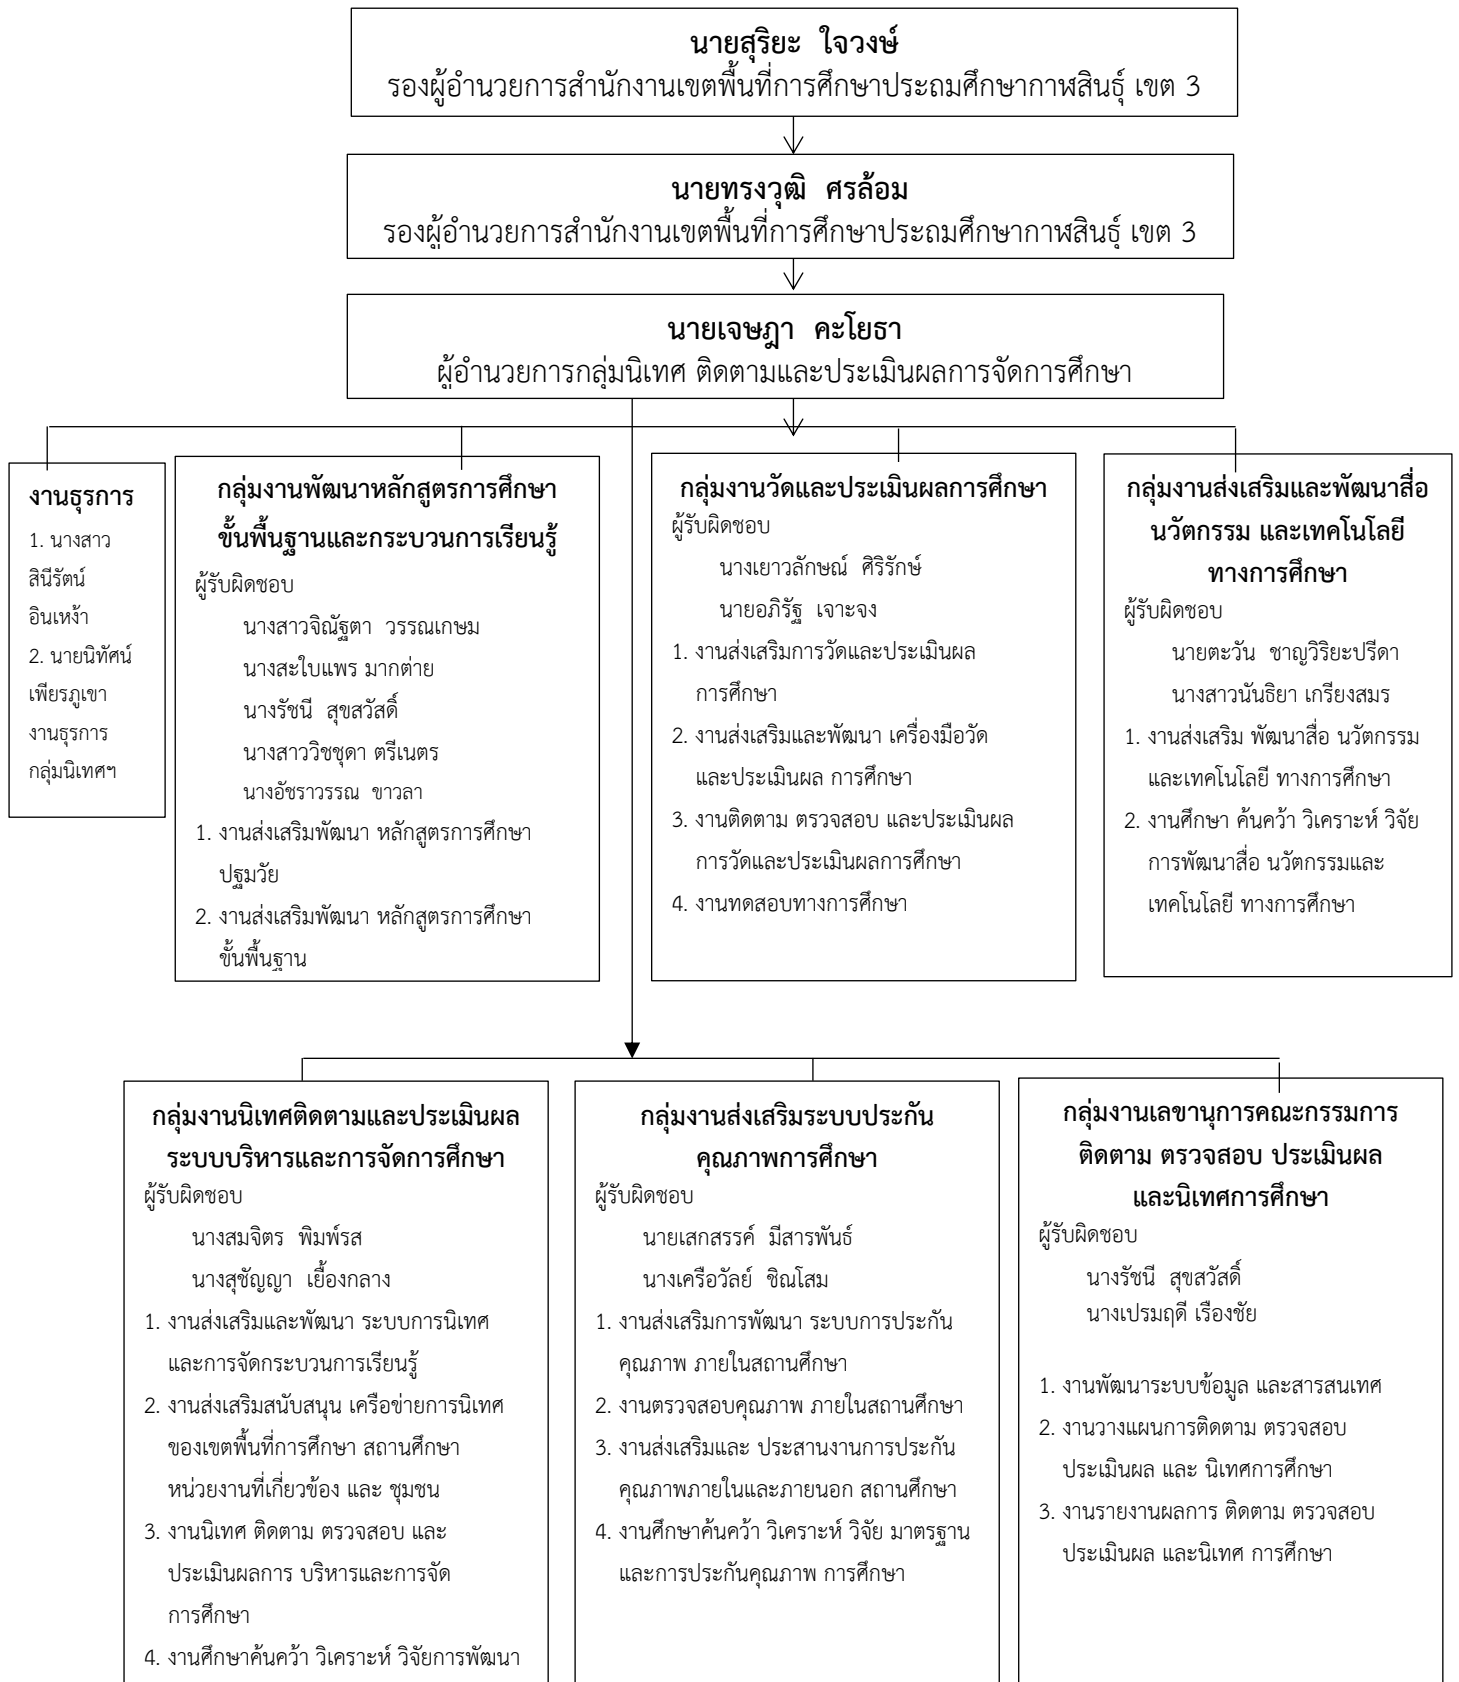 นายสุริยะ  ใจวงษ์
รองผู้อำนวยการสำนักงานเขตพื้นที่การศึกษาประถมศึกษากาฬสินธุ์ เขต 3
นายทรงวุฒิ  ศรล้อม
รองผู้อำนวยการสำนักงานเขตพื้นที่การศึกษาประถมศึกษากาฬสินธุ์ เขต 3
นายเจษฎา  คะโยธา
ผู้อำนวยการกลุ่มนิเทศ ติดตามและประเมินผลการจัดการศึกษา
งานธุรการ
1. นางสาว
สินีรัตน์
อินเหง้า
2. นายนิทัศน์
เพียรภูเขา
งานธุรการ
กลุ่มนิเทศฯ
กลุ่มงานพัฒนาหลักสูตรการศึกษา
ขั้นพื้นฐานและกระบวนการเรียนรู้
ผู้รับผิดชอบ
นางสาวจิณัฐตา  วรรณเกษม
นางสะใบแพร มากต่าย
นางรัชนี  สุขสวัสดิ์
นางสาววิชชุดา ตรีเนตร
นางอัชราวรรณ  ขาวลา
1. งานส่งเสริมพัฒนา หลักสูตรการศึกษา
ปฐมวัย
2. งานส่งเสริมพัฒนา หลักสูตรการศึกษา
ขั้นพื้นฐาน
กลุ่มงานวัดและประเมินผลการศึกษา
ผู้รับผิดชอบ
นางเยาวลักษณ์  ศิริรักษ์
นายอภิรัฐ  เจาะจง
1. งานส่งเสริมการวัดและประเมินผล
การศึกษา
2. งานส่งเสริมและพัฒนา เครื่องมือวัด
และประเมินผล การศึกษา
3. งานติดตาม ตรวจสอบ และประเมินผล
การวัดและประเมินผลการศึกษา
4. งานทดสอบทางการศึกษา
กลุ่มงานส่งเสริมและพัฒนาสื่อ
นวัตกรรม และเทคโนโลยี
ทางการศึกษา
ผู้รับผิดชอบ
นายตะวัน  ชาญวิริยะปรีดา
นางสาวนันธิยา เกรียงสมร
1. งานส่งเสริม พัฒนาสื่อ นวัตกรรม
และเทคโนโลยี ทางการศึกษา
2. งานศึกษา ค้นคว้า วิเคราะห์ วิจัย
การพัฒนาสื่อ นวัตกรรมและ
เทคโนโลยี ทางการศึกษา
กลุ่มงานนิเทศติดตามและประเมินผล
ระบบบริหารและการจัดการศึกษา
ผู้รับผิดชอบ
นางสมจิตร  พิมพ์รส
นางสุชัญญา  เยื้องกลาง
1. งานส่งเสริมและพัฒนา ระบบการนิเทศ
และการจัดกระบวนการเรียนรู้
2. งานส่งเสริมสนับสนุน เครือข่ายการนิเทศ
ของเขตพื้นที่การศึกษา สถานศึกษา
หน่วยงานที่เกี่ยวข้อง และ ชุมชน
3. งานนิเทศ ติดตาม ตรวจสอบ และ
ประเมินผลการ บริหารและการจัด
การศึกษา
4. งานศึกษาค้นคว้า วิเคราะห์ วิจัยการพัฒนา
กลุ่มงานส่งเสริมระบบประกัน
คุณภาพการศึกษา
ผู้รับผิดชอบ
นายเสกสรรค์  มีสารพันธ์
นางเครือวัลย์  ชิณโสม
1. งานส่งเสริมการพัฒนา ระบบการประกัน
คุณภาพ ภายในสถานศึกษา
2. งานตรวจสอบคุณภาพ ภายในสถานศึกษา
3. งานส่งเสริมและ ประสานงานการประกัน
คุณภาพภายในและภายนอก สถานศึกษา
4. งานศึกษาค้นคว้า วิเคราะห์ วิจัย มาตรฐาน
และการประกันคุณภาพ การศึกษา
กลุ่มงานเลขานุการคณะกรรมการ
ติดตาม ตรวจสอบ ประเมินผล
และนิเทศการศึกษา
ผู้รับผิดชอบ
นางรัชนี  สุขสวัสดิ์
นางเปรมฤดี เรืองชัย
1. งานพัฒนาระบบข้อมูล และสารสนเทศ
2. งานวางแผนการติดตาม ตรวจสอบ
ประเมินผล และ นิเทศการศึกษา
3. งานรายงานผลการ ติดตาม ตรวจสอบ
ประเมินผล และนิเทศ การศึกษา